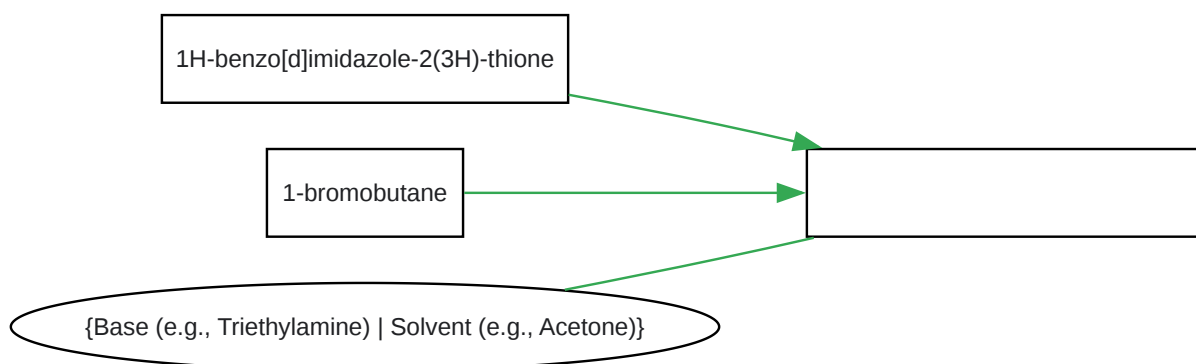 1H-benzo[d]imidazole-2(3H)-thione
1-bromobutane
{Base (e.g., Triethylamine) | Solvent (e.g., Acetone)}